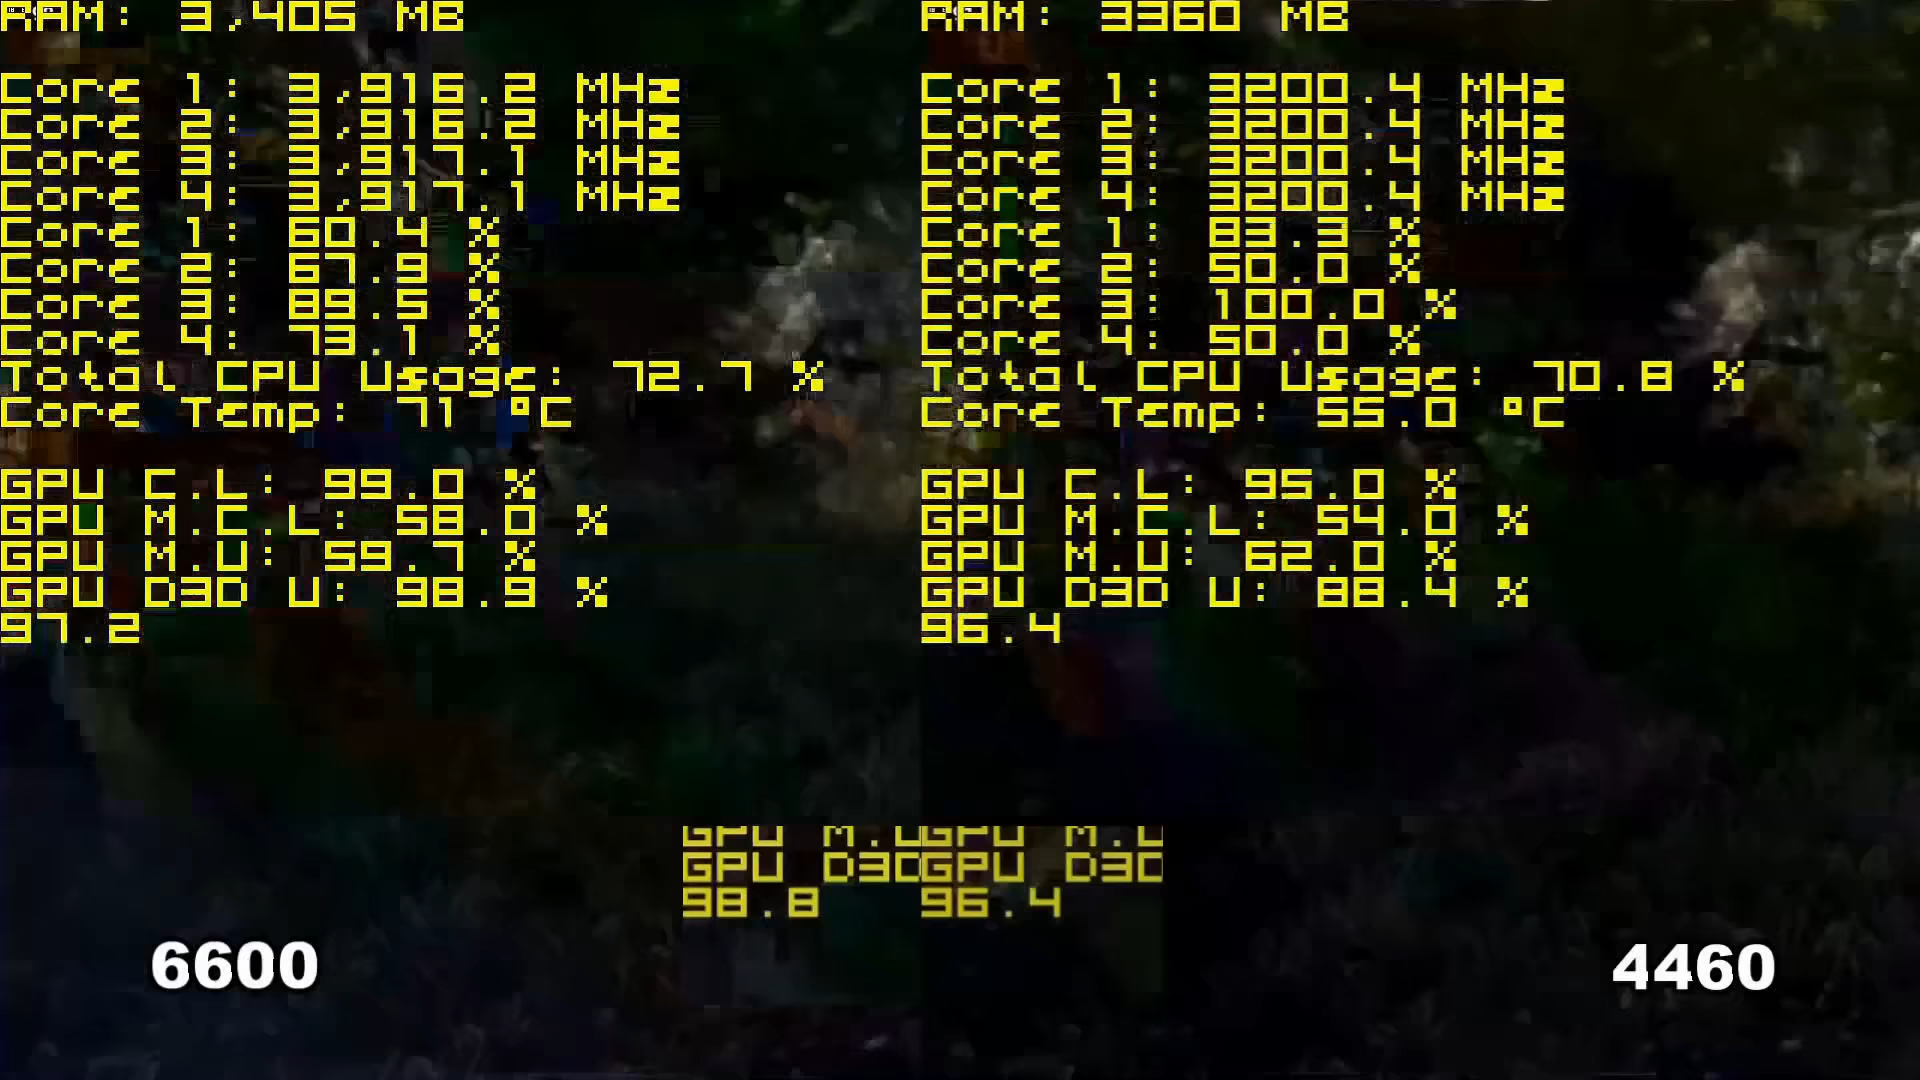 RAM: 3,405 MB
Core 1: 3,916.2 MHz
Core 2: 3,916.2 MHz
Core 3: 3,917.1 MHz
Core 4: 3,917.1 MHz
Core 1: 60.4 %
Core 2: 67.9 %
Core 3: 89.5 %
Core 4: 73.1 %
Total CPU Usage: 72.7 %
Core Temp: 71 °C
GPU C.L: 99.0 %
GPU M.C.L: 58.0 %
GPU M.U: 59.7 %
GPU D3D U: 98.9 %
97.2
RAM: 3360 MB
Core 1: 3200.4 MHz
Core 2: 3200.4 MHz
Core 3: 3200.4 MHz
Core 4: 3200.4 MHz
Core 1: 83.3 %
Core 2: 50.0 %
Core 3: 100.0 %
Core 4: 50.0 %
Total CPU Usage: 70.8 %
Core Temp: 55.0 °C
GPU C.L: 95.0 %
GPU M.C.L: 54.0 %
GPU M.U: 62.0 %
GPU D3D U: 88.4 %
96.4
GPU M.U GPU M.U
GPU D3D GPU D3D
98.8 96.4
6600
4460